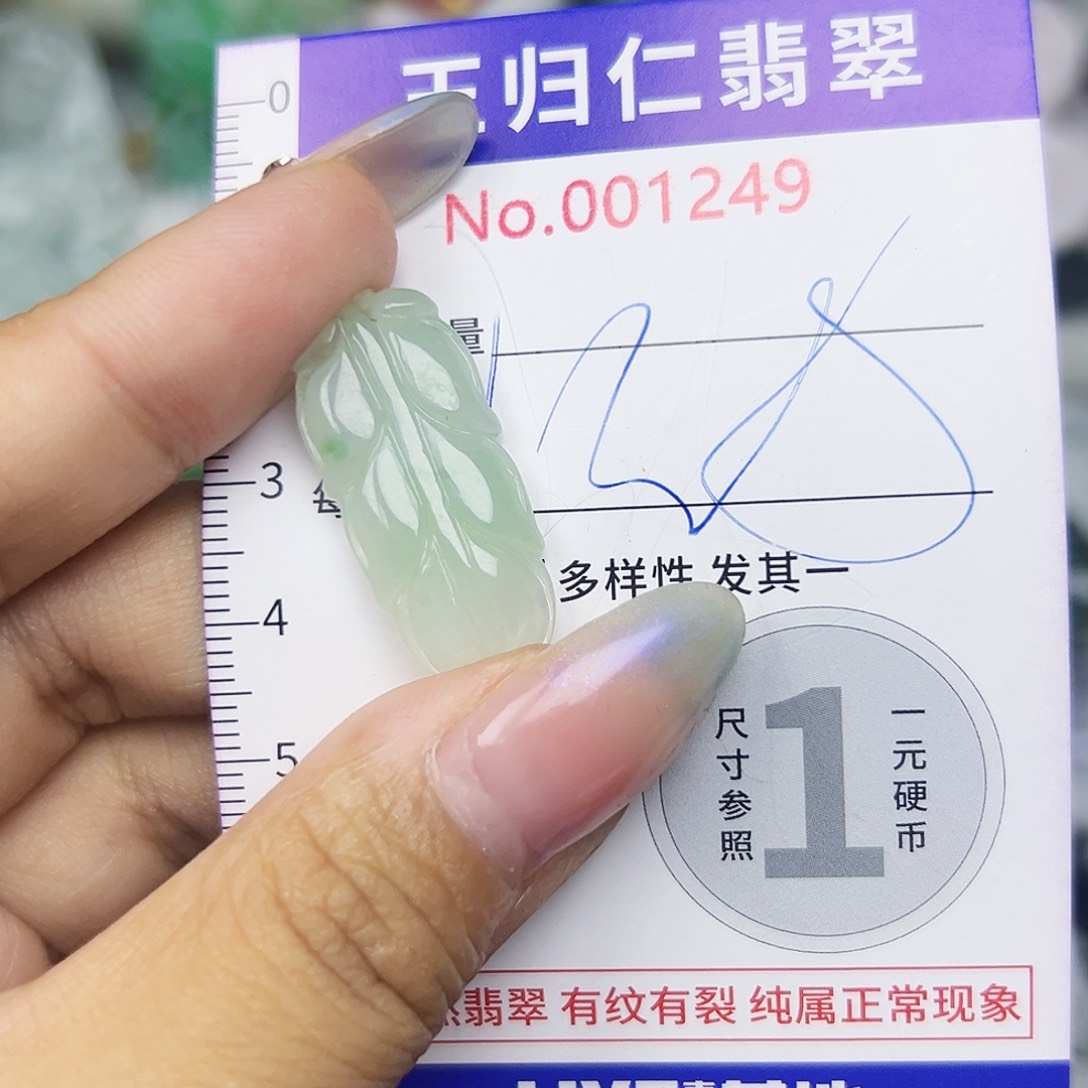 王归仁翡翠
0
No.001249
量
128
3
多样性 发其一
4
尺寸参照
1
一元硬币
5
翡翠 有纹有裂 纯属正常现象